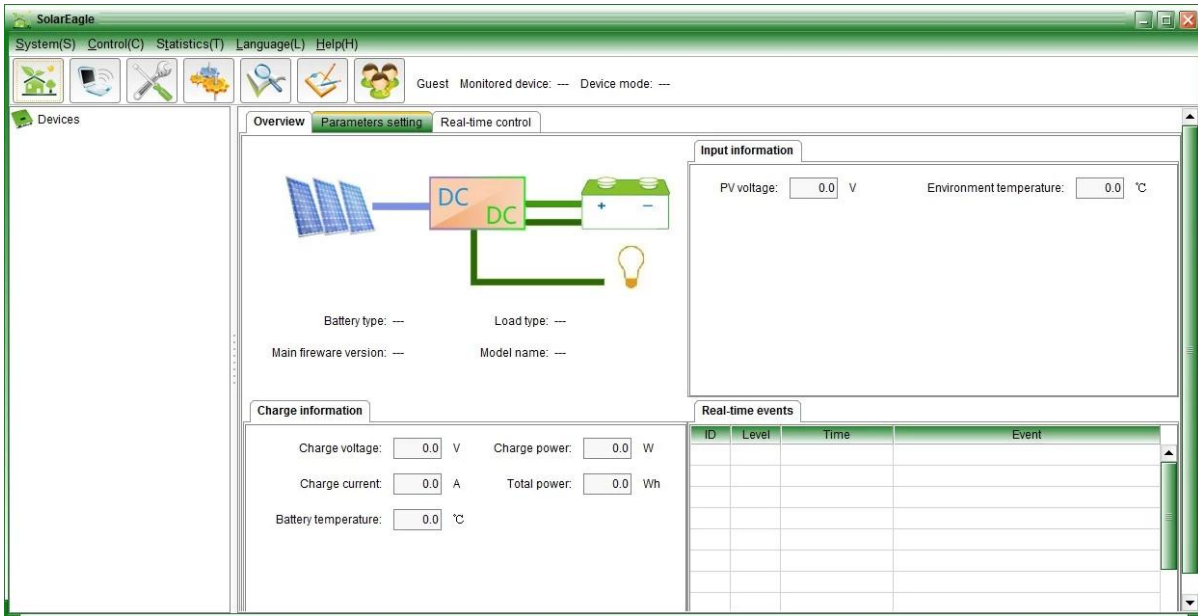 SolarEagle
System(S) Control(C) Statistics(T) Language(L) Help(H)
Guest Monitored device: --- Device mode: ---
Devices
Overview Parameters setting Real-time control
DC
DC
+ −
Battery type: --- Load type: ---
Main fireware version: --- Model name: ---
Input information
PV voltage: 0.0 V Environment temperature: 0.0 ℃
Charge information
Charge voltage: 0.0 V Charge power: 0.0 W
Charge current: 0.0 A Total power: 0.0 Wh
Battery temperature: 0.0 ℃
Real-time events
ID Level Time Event